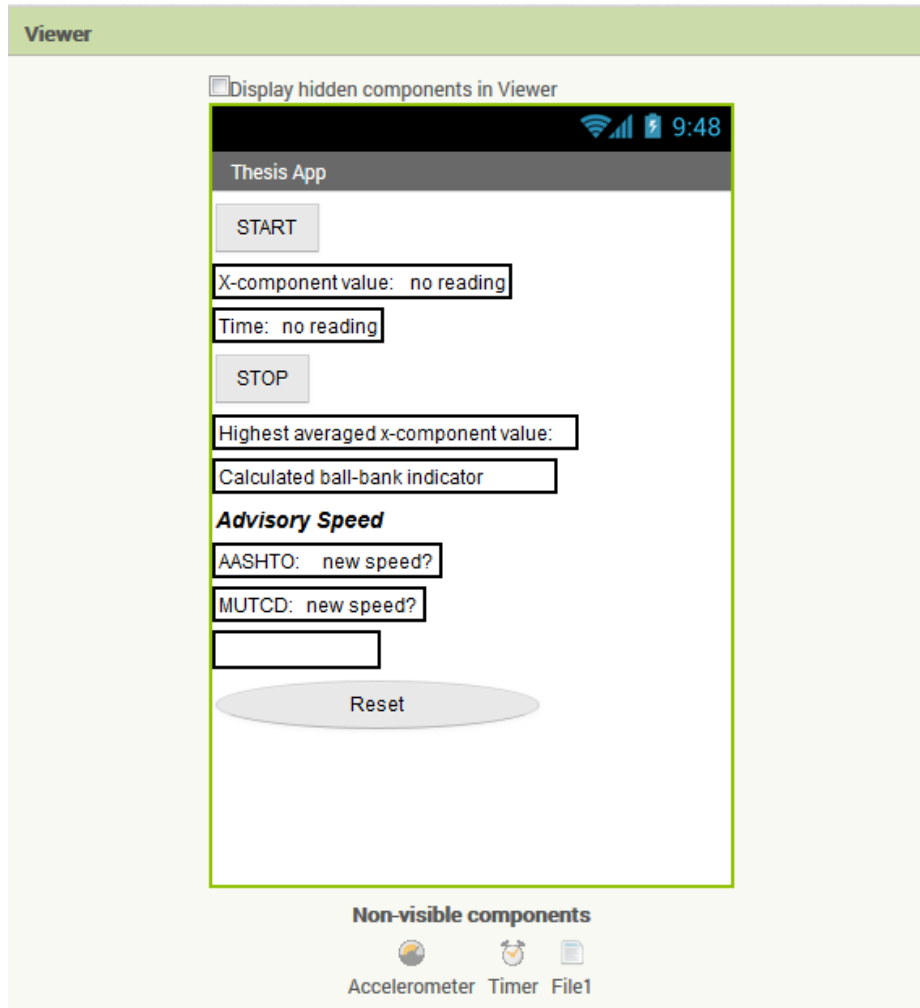 Viewer
Display hidden components in Viewer
9:48
Thesis App
START
X-component value: no reading
Time: no reading
STOP
Highest averaged x-component value:
Calculated ball-bank indicator
Advisory Speed
AASHTO: new speed?
MUTCD: new speed?
Reset
Non-visible components
Accelerometer Timer File1